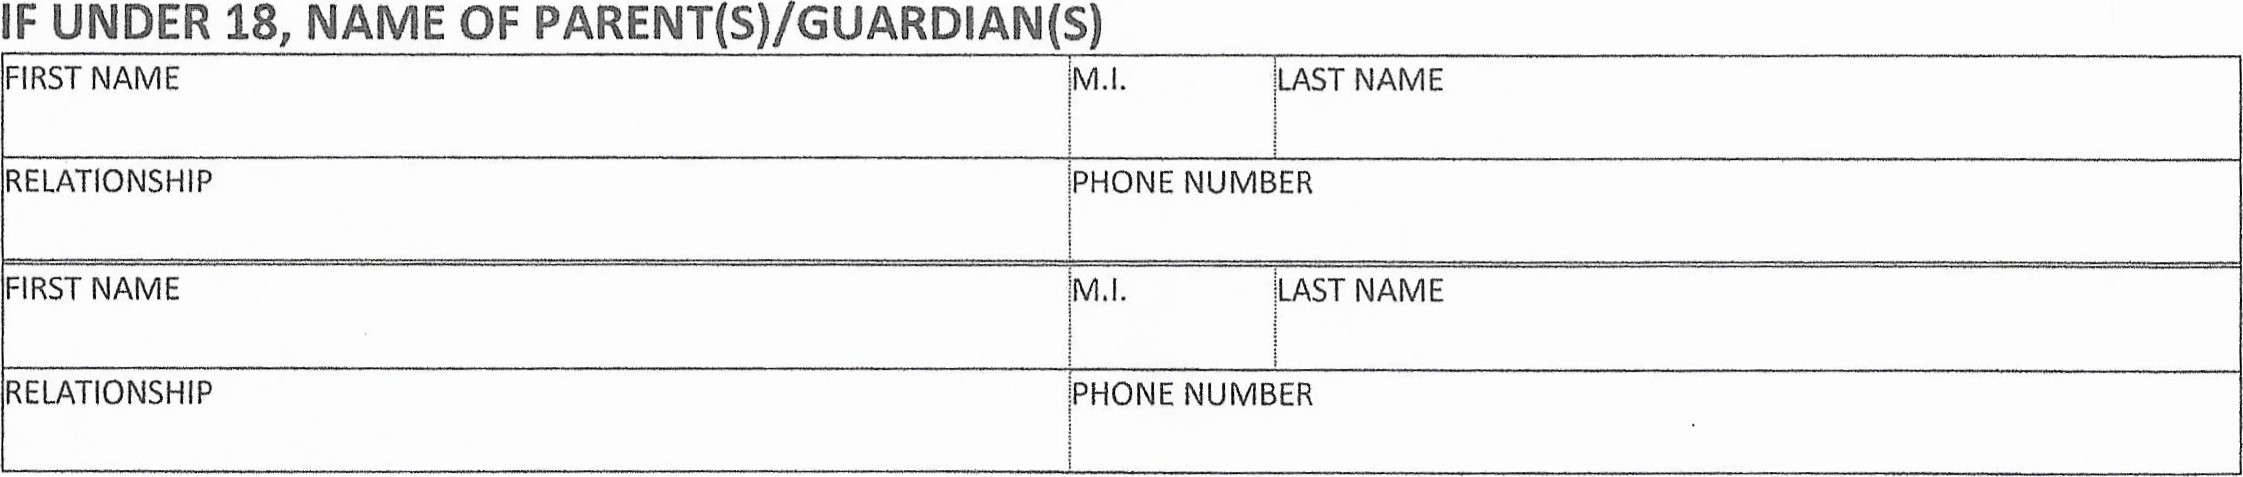 IF UNDER 18, NAME OF PARENT(S)/GUARDIAN(S)
FIRST NAME M.I. LAST NAME
RELATIONSHIP PHONE NUMBER
FIRST NAME M.I. LAST NAME
RELATIONSHIP PHONE NUMBER